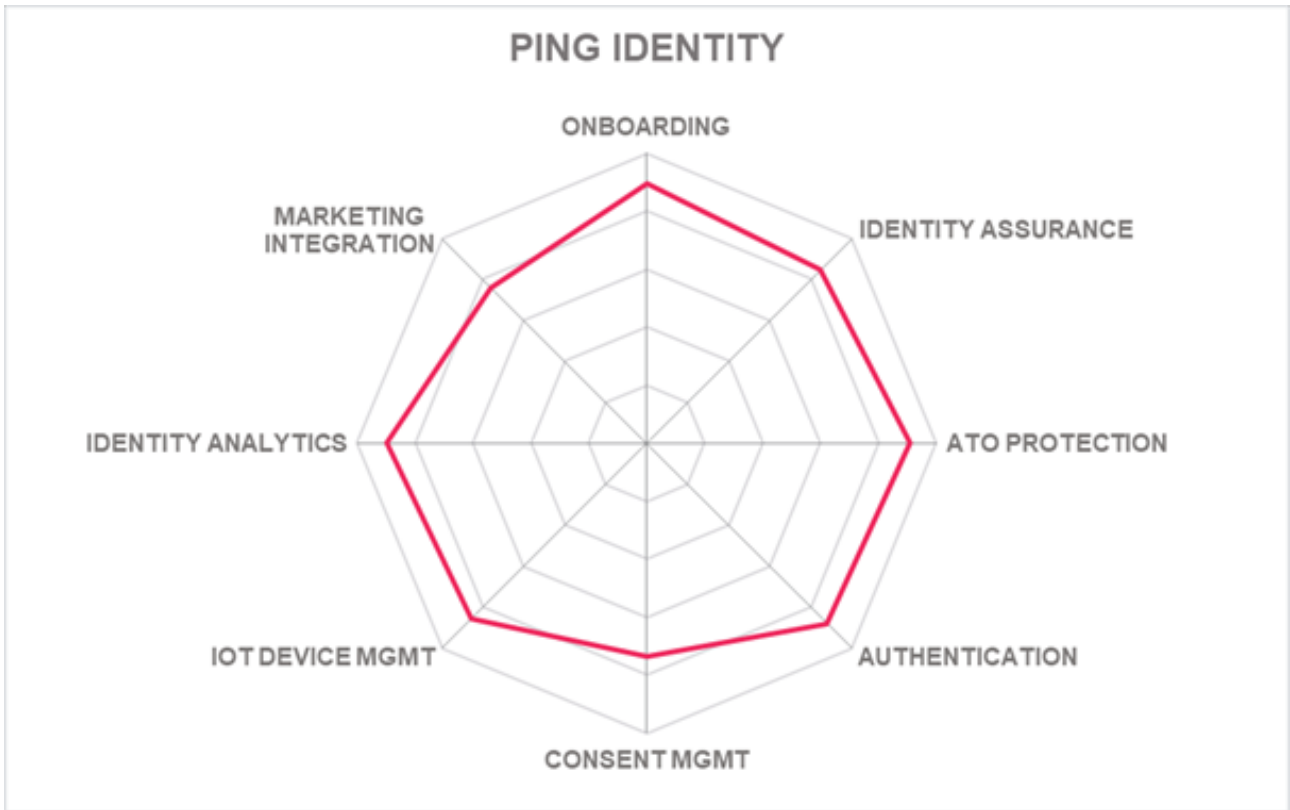 PING IDENTITY
ONBOARDING
MARKETING
INTEGRATION
IDENTITY ASSURANCE
IDENTITY ANALYTICS
ATO PROTECTION
IOT DEVICE MGMT
AUTHENTICATION
CONSENT MGMT